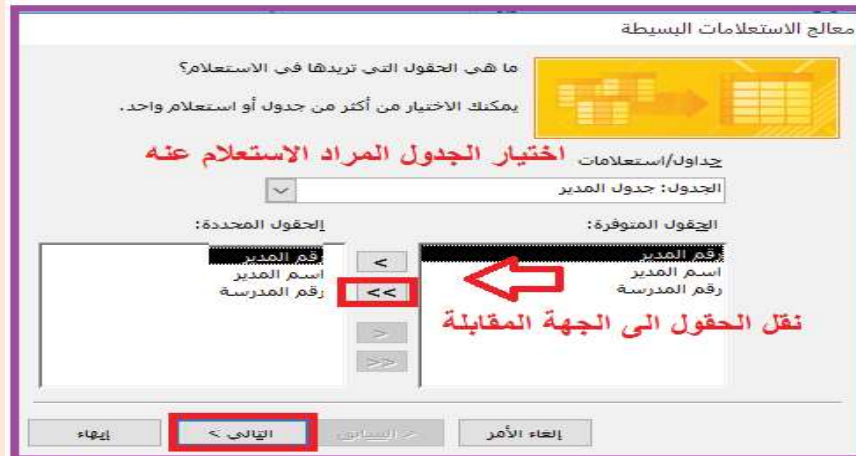 معالج الاستعلامات البسيطة
ما هي الحقول التي تريدها في الاستعلام؟
يمكنك الاختيار من أكثر من جدول أو استعلام واحد.
جداول/استعلامات اختيار الجدول المراد الاستعلام عنه
الجدول: جدول المدير
الحقول المتوفرة:
الحقول المحددة:
رقم المدير
اسم المدير
رقم المدرسة
<
<<
>
>>
رقم المدير
اسم المدير
رقم المدرسة
نقل الحقول الى الجهة المقابلة
إلغاء الأمر
< السابق
التالي >
إنهاء